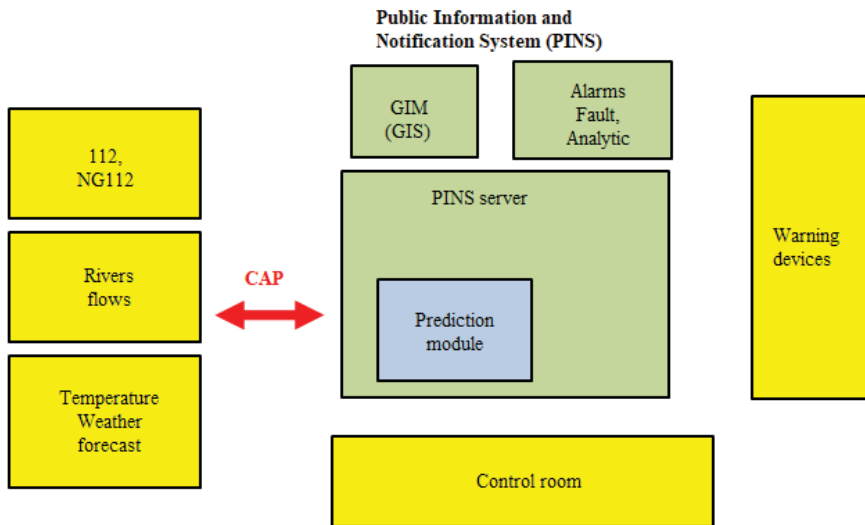 Public Information and
Notification System (PINS)
GIM
(GIS)
Alarms
Fault,
Analytic
112,
NG112
PINS server
Warning
devices
Rivers
flows
CAP
Prediction
module
Temperature
Weather
forecast
Control room